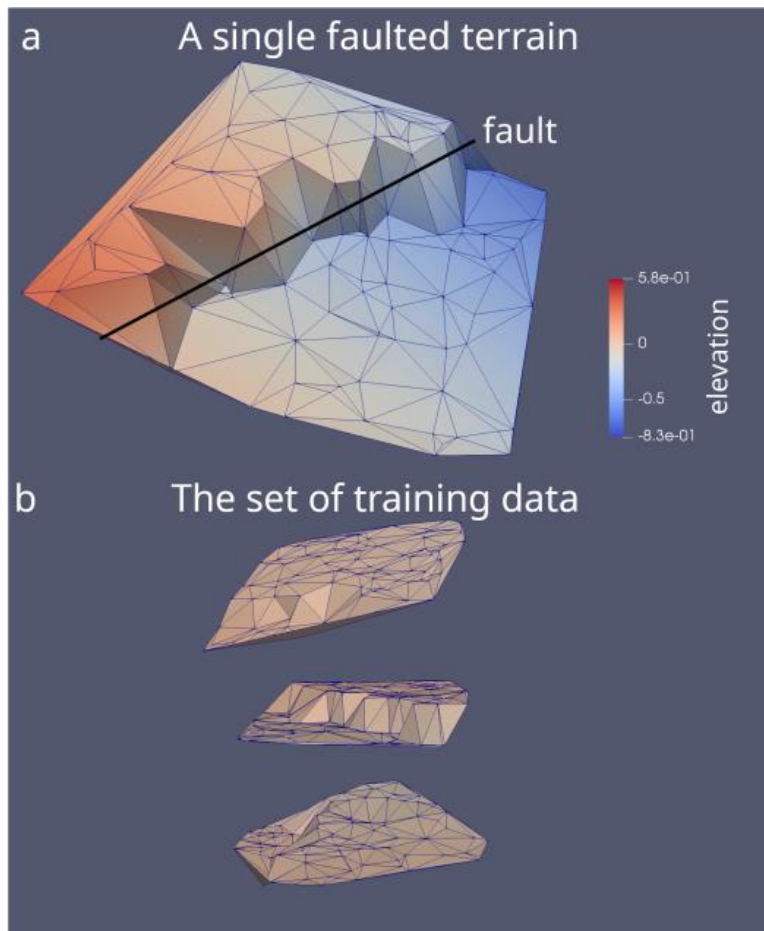 a
A single faulted terrain
fault
5.8e-01
0
-0.5
-8.3e-01
elevation
b
The set of training data